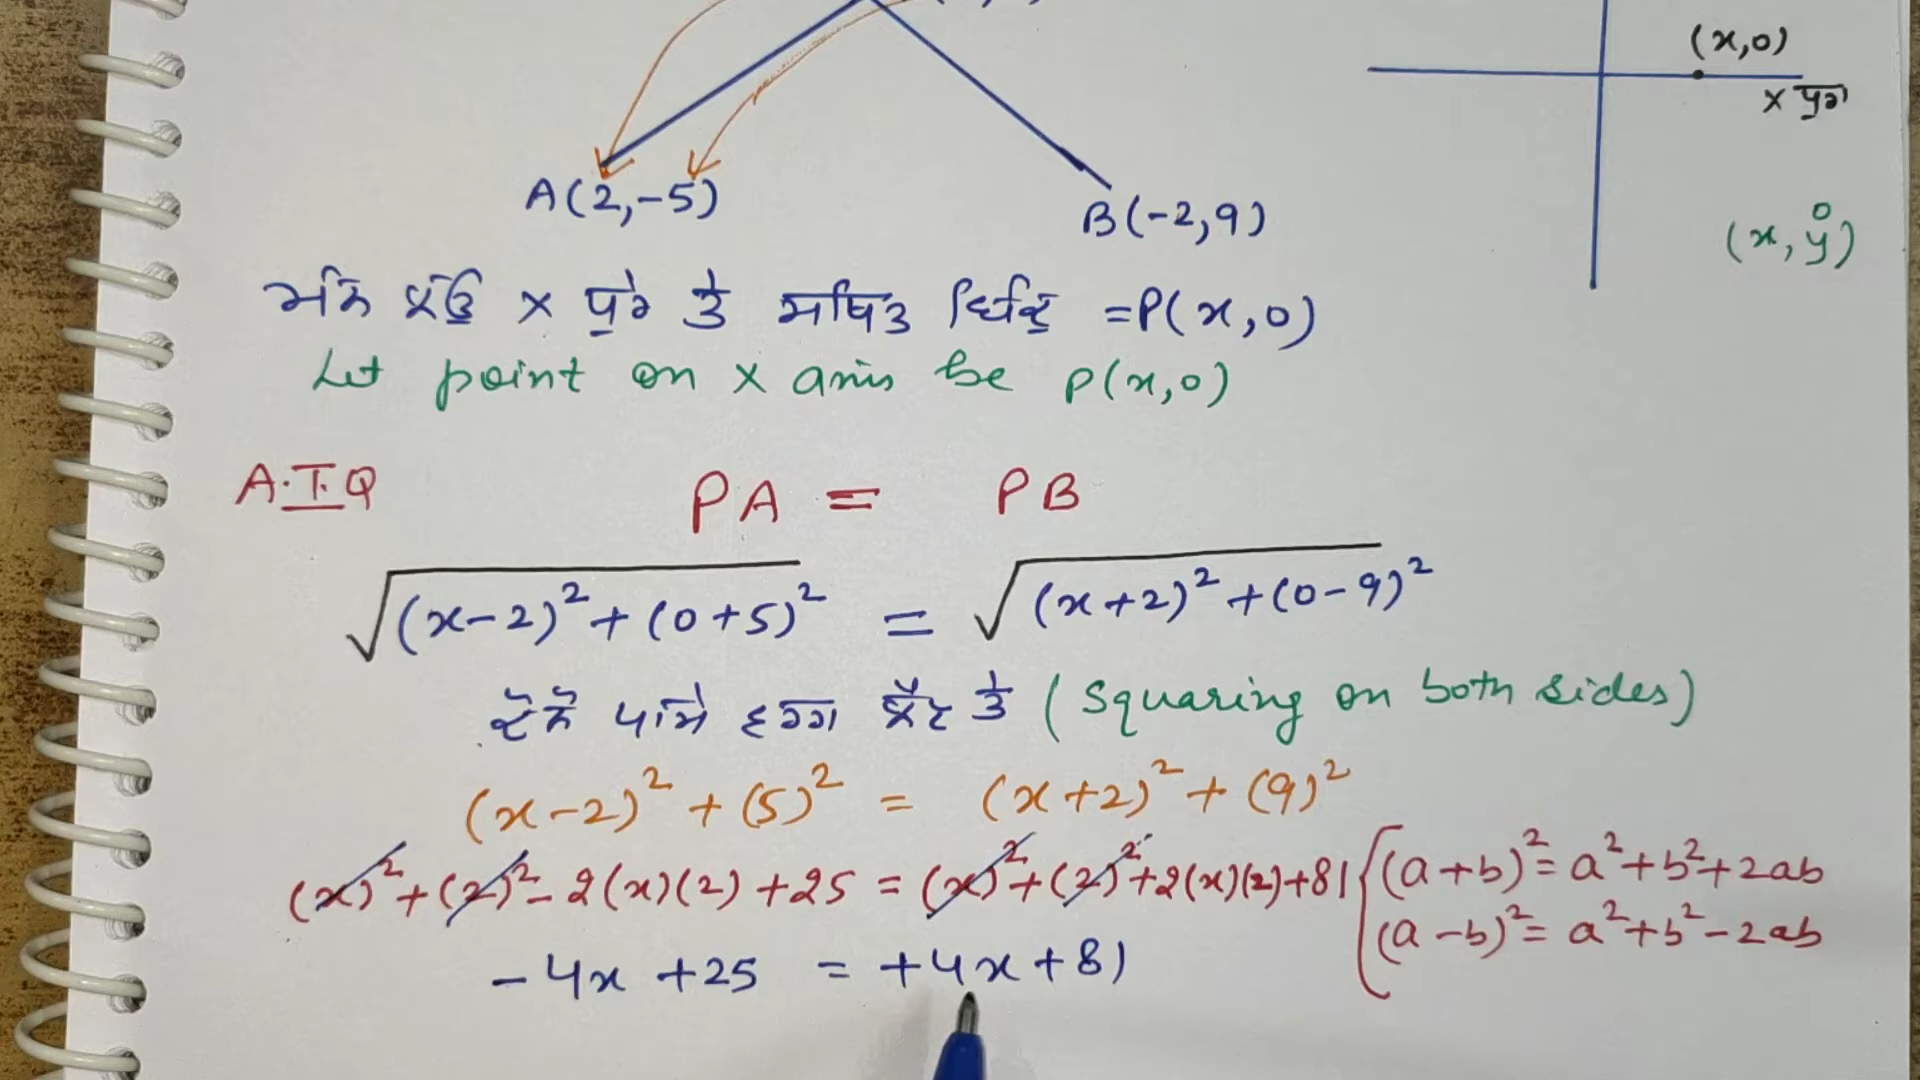 (x,0)
X ਧੁਰਾ
A(2,-5)
B(-2,9)
0
(x, y)
ਮੰਨ ਲਉ X ਧੁਰੇ ਤੇ ਸਥਿਤ ਬਿੰਦੂ =P(x,0)
Let point on X axis be P(x,0)
A.T.Q PA = PB
√(x-2)²+(0+5)² = √(x+2)²+(0-9)²
ਦੋਨੋ ਪਾਸੇ ਵਰਗ ਤੇ (Squaring on both sides)
(x-2)²+(5)² = (x+2)²+(9)²
(x)²+(2)²-2(x)(2)+25 = (x)²+(2)²+2(x)(2)+81 {(a+b)²=a²+b²+2ab
(a-b)²=a²+b²-2ab
-4x+25 = +4x+81